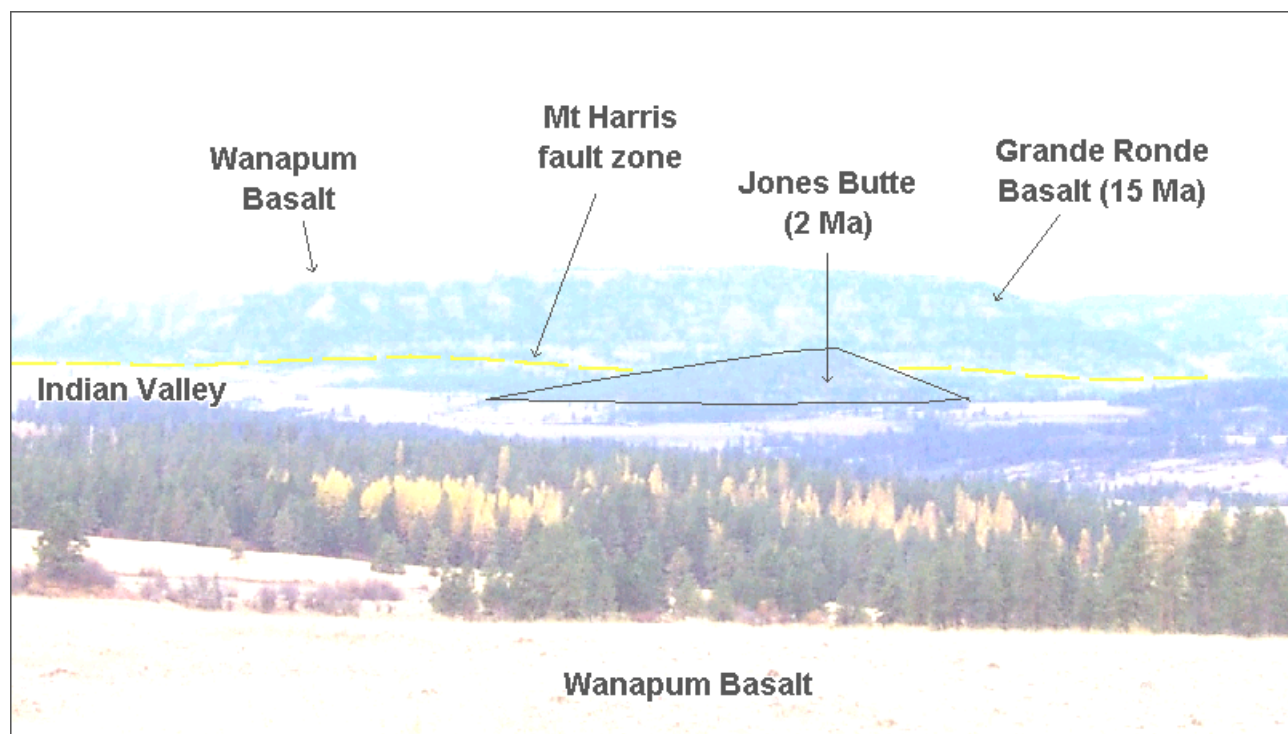 Mt Harris
fault zone
Wanapum
Basalt
Grande Ronde
Basalt (15 Ma)
Jones Butte
(2 Ma)
Indian Valley
Wanapum Basalt